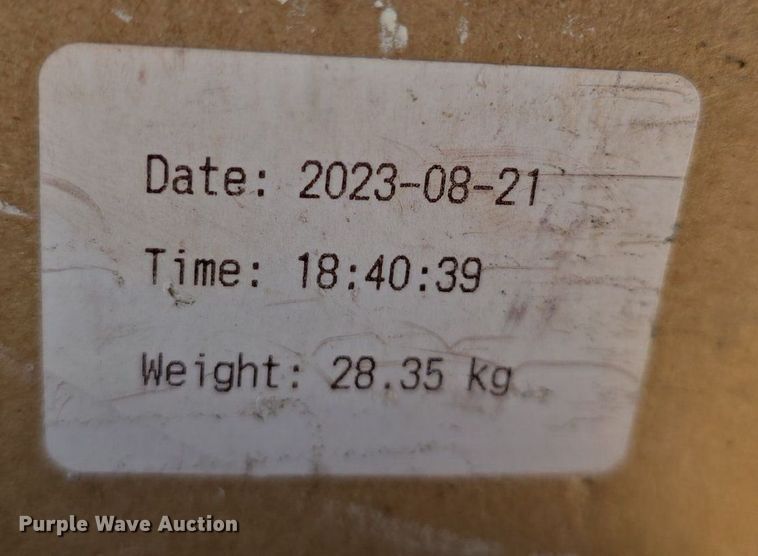 Date: 2023-08-21
Time: 18:40:39
Weight: 28.35 kg
Purple Wave Auction